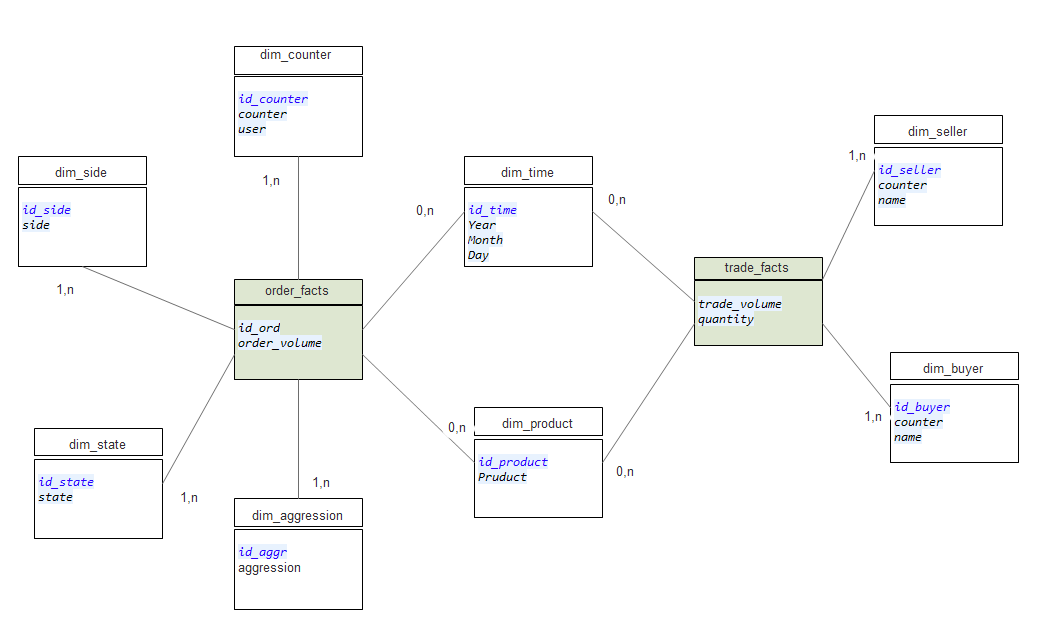 dim_counter
id_counter
counter
user
dim_side
id_side
side
1,n
1,n
dim_time
id_time
Year
Month
Day
0,n
0,n
dim_seller
id_seller
counter
name
1,n
order_facts
id_ord
order_volume
trade_facts
trade_volume
quantity
dim_buyer
id_buyer
counter
name
1,n
dim_state
id_state
state
1,n
dim_aggression
id_aggr
aggression
1,n
dim_product
id_product
Pruduct
0,n
0,n